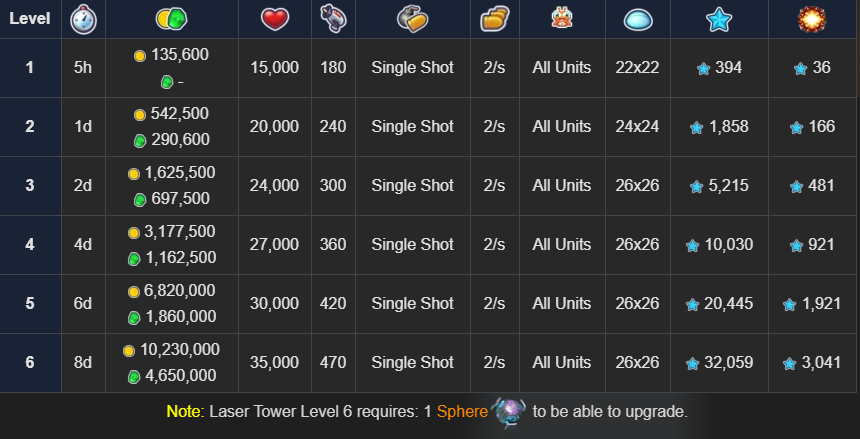 Level
1 5h 135,600 - 15,000 180 Single Shot 2/s All Units 22x22 394 36
2 1d 542,500 290,600 20,000 240 Single Shot 2/s All Units 24x24 1,858 166
3 2d 1,625,500 697,500 24,000 300 Single Shot 2/s All Units 26x26 5,215 481
4 4d 3,177,500 1,162,500 27,000 360 Single Shot 2/s All Units 26x26 10,030 921
5 6d 6,820,000 1,860,000 30,000 420 Single Shot 2/s All Units 26x26 20,445 1,921
6 8d 10,230,000 4,650,000 35,000 470 Single Shot 2/s All Units 26x26 32,059 3,041
Note: Laser Tower Level 6 requires: 1 Sphere to be able to upgrade.